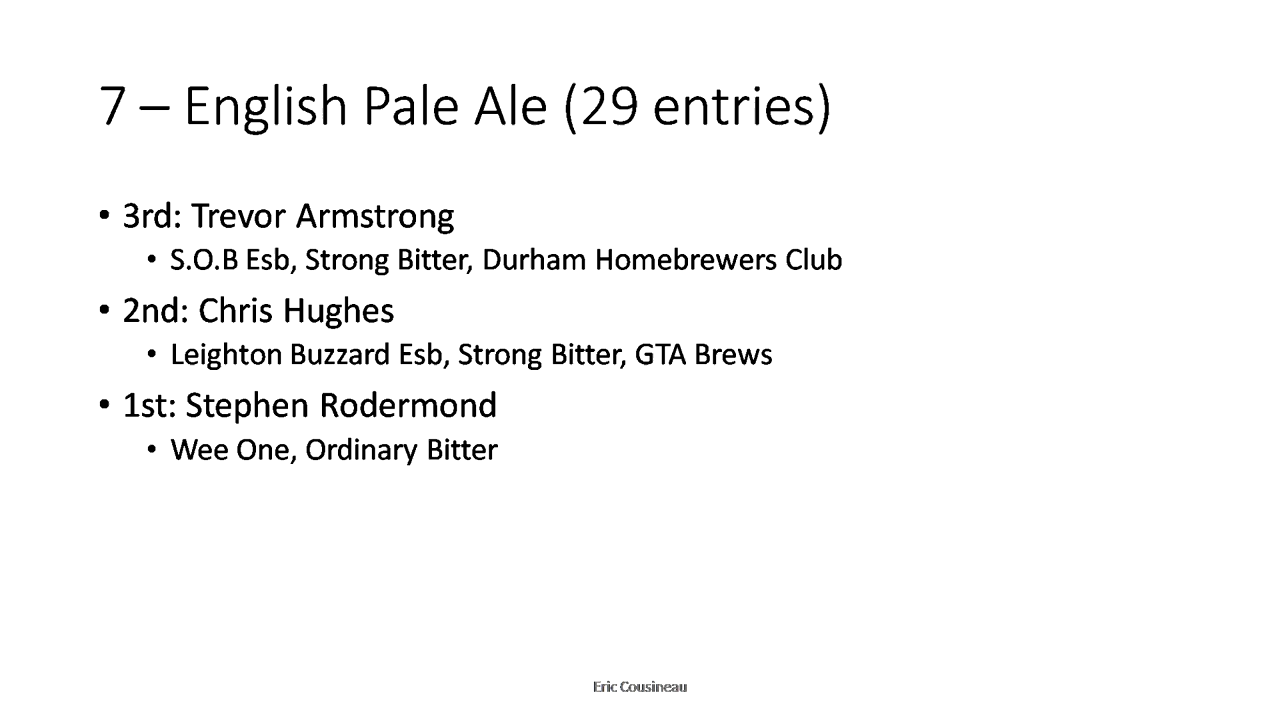 7 – English Pale Ale (29 entries)
• 3rd: Trevor Armstrong
• S.O.B Esb, Strong Bitter, Durham Homebrewers Club
• 2nd: Chris Hughes
• Leighton Buzzard Esb, Strong Bitter, GTA Brews
• 1st: Stephen Rodermond
• Wee One, Ordinary Bitter
Eric Cousineau